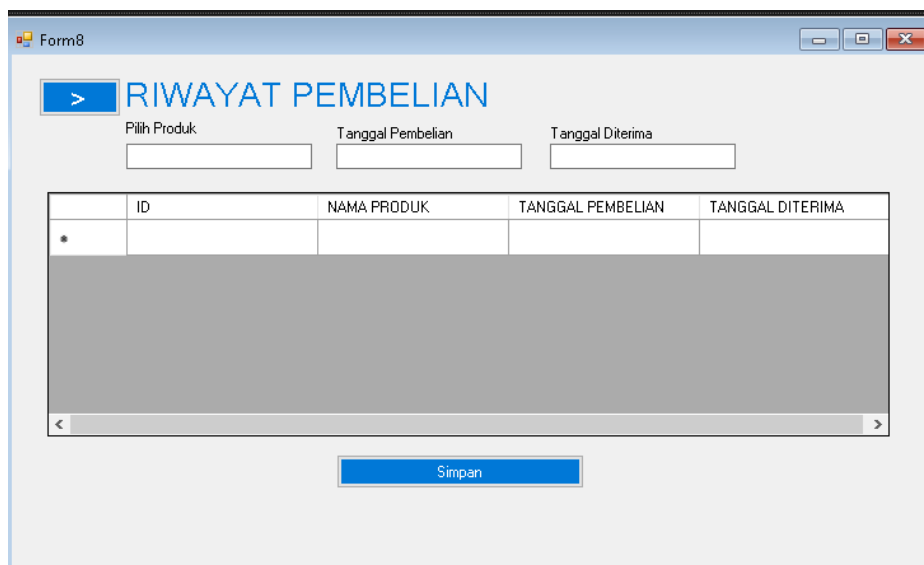 Form8
> RIWAYAT PEMBELIAN
Pilih Produk Tanggal Pembelian Tanggal Diterima
ID NAMA PRODUK TANGGAL PEMBELIAN TANGGAL DITERIMA
Simpan